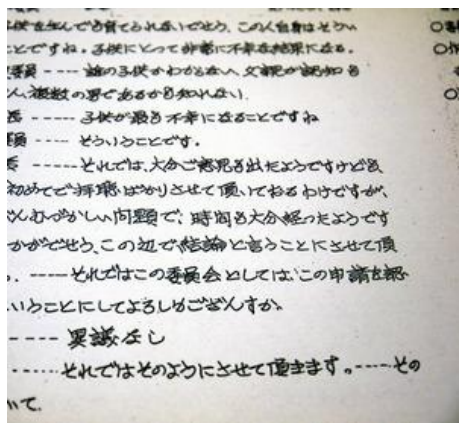 供を生んでも育てられないでせう、この人自身はそうい
ことですね。子供にとって非常に不幸な結果になる。
委員 ---- 誰の子供かわからない、父親が認知も
ん、複数の男であるかも知れない。
長 ----- 子供が最も不幸になることですね
員 ---- そういうことです。
長 -----それでは、大分ご意見も出たようですけども
初めてで拝聴ばかりさせて頂いておるわけですが、
んむづかしい問題で、時間も大分経ったようです
かがでせう、この辺で結論と言うことにさせて頂
。-----それではこの委員会としては、この申請を認
いうことにしてよろしゅござんすか。
---- 異議なし
------それではそのようにさせて頂きます。----その
いて.